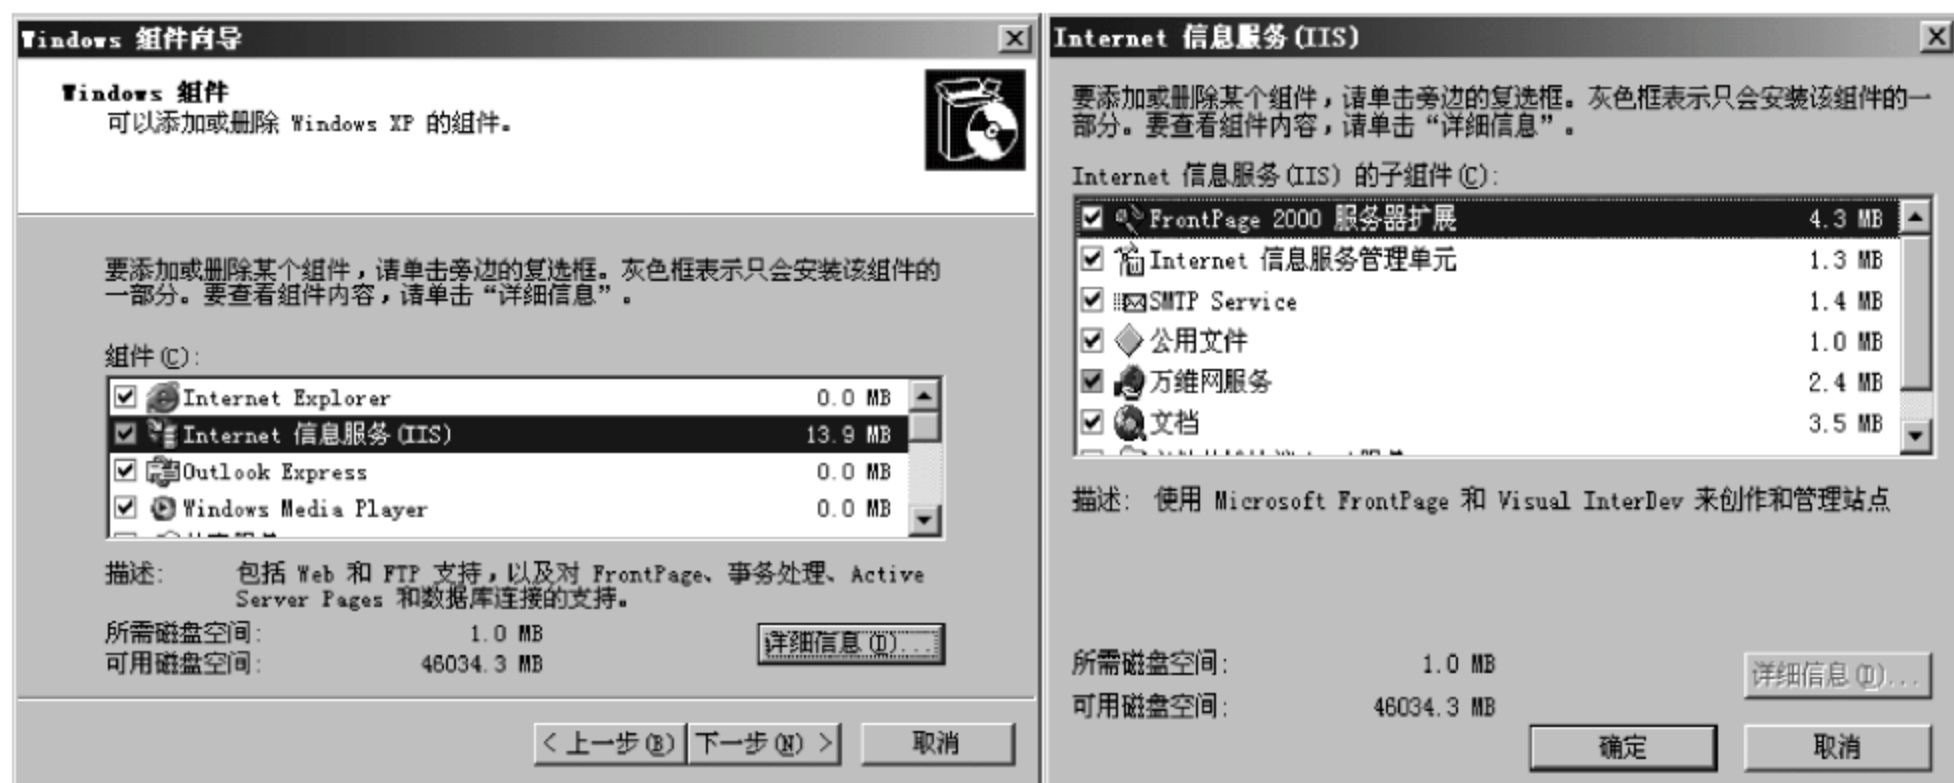 Windows 组件向导
Windows 组件
可以添加或删除 Windows XP 的组件。
要添加或删除某个组件，请单击旁边的复选框。灰色框表示只会安装该组件的
一部分。要查看组件内容，请单击“详细信息”。
组件(C):
Internet Explorer 0.0 MB
Internet 信息服务(IIS) 13.9 MB
Outlook Express 0.0 MB
Windows Media Player 0.0 MB
描述: 包括 Web 和 FTP 支持，以及对 FrontPage、事务处理、Active
Server Pages 和数据库连接的支持。
所需磁盘空间: 1.0 MB
可用磁盘空间: 46034.3 MB
详细信息(D)...
< 上一步(B) 下一步(N) > 取消
Internet 信息服务(IIS)
要添加或删除某个组件，请单击旁边的复选框。灰色框表示只会安装该组件的一
部分。要查看组件内容，请单击“详细信息”。
Internet 信息服务(IIS) 的子组件(C):
FrontPage 2000 服务器扩展 4.3 MB
Internet 信息服务管理单元 1.3 MB
SMTP Service 1.4 MB
公用文件 1.0 MB
万维网服务 2.4 MB
文档 3.5 MB
描述: 使用 Microsoft FrontPage 和 Visual InterDev 来创作和管理站点
所需磁盘空间: 1.0 MB
可用磁盘空间: 46034.3 MB
详细信息(D)...
确定 取消